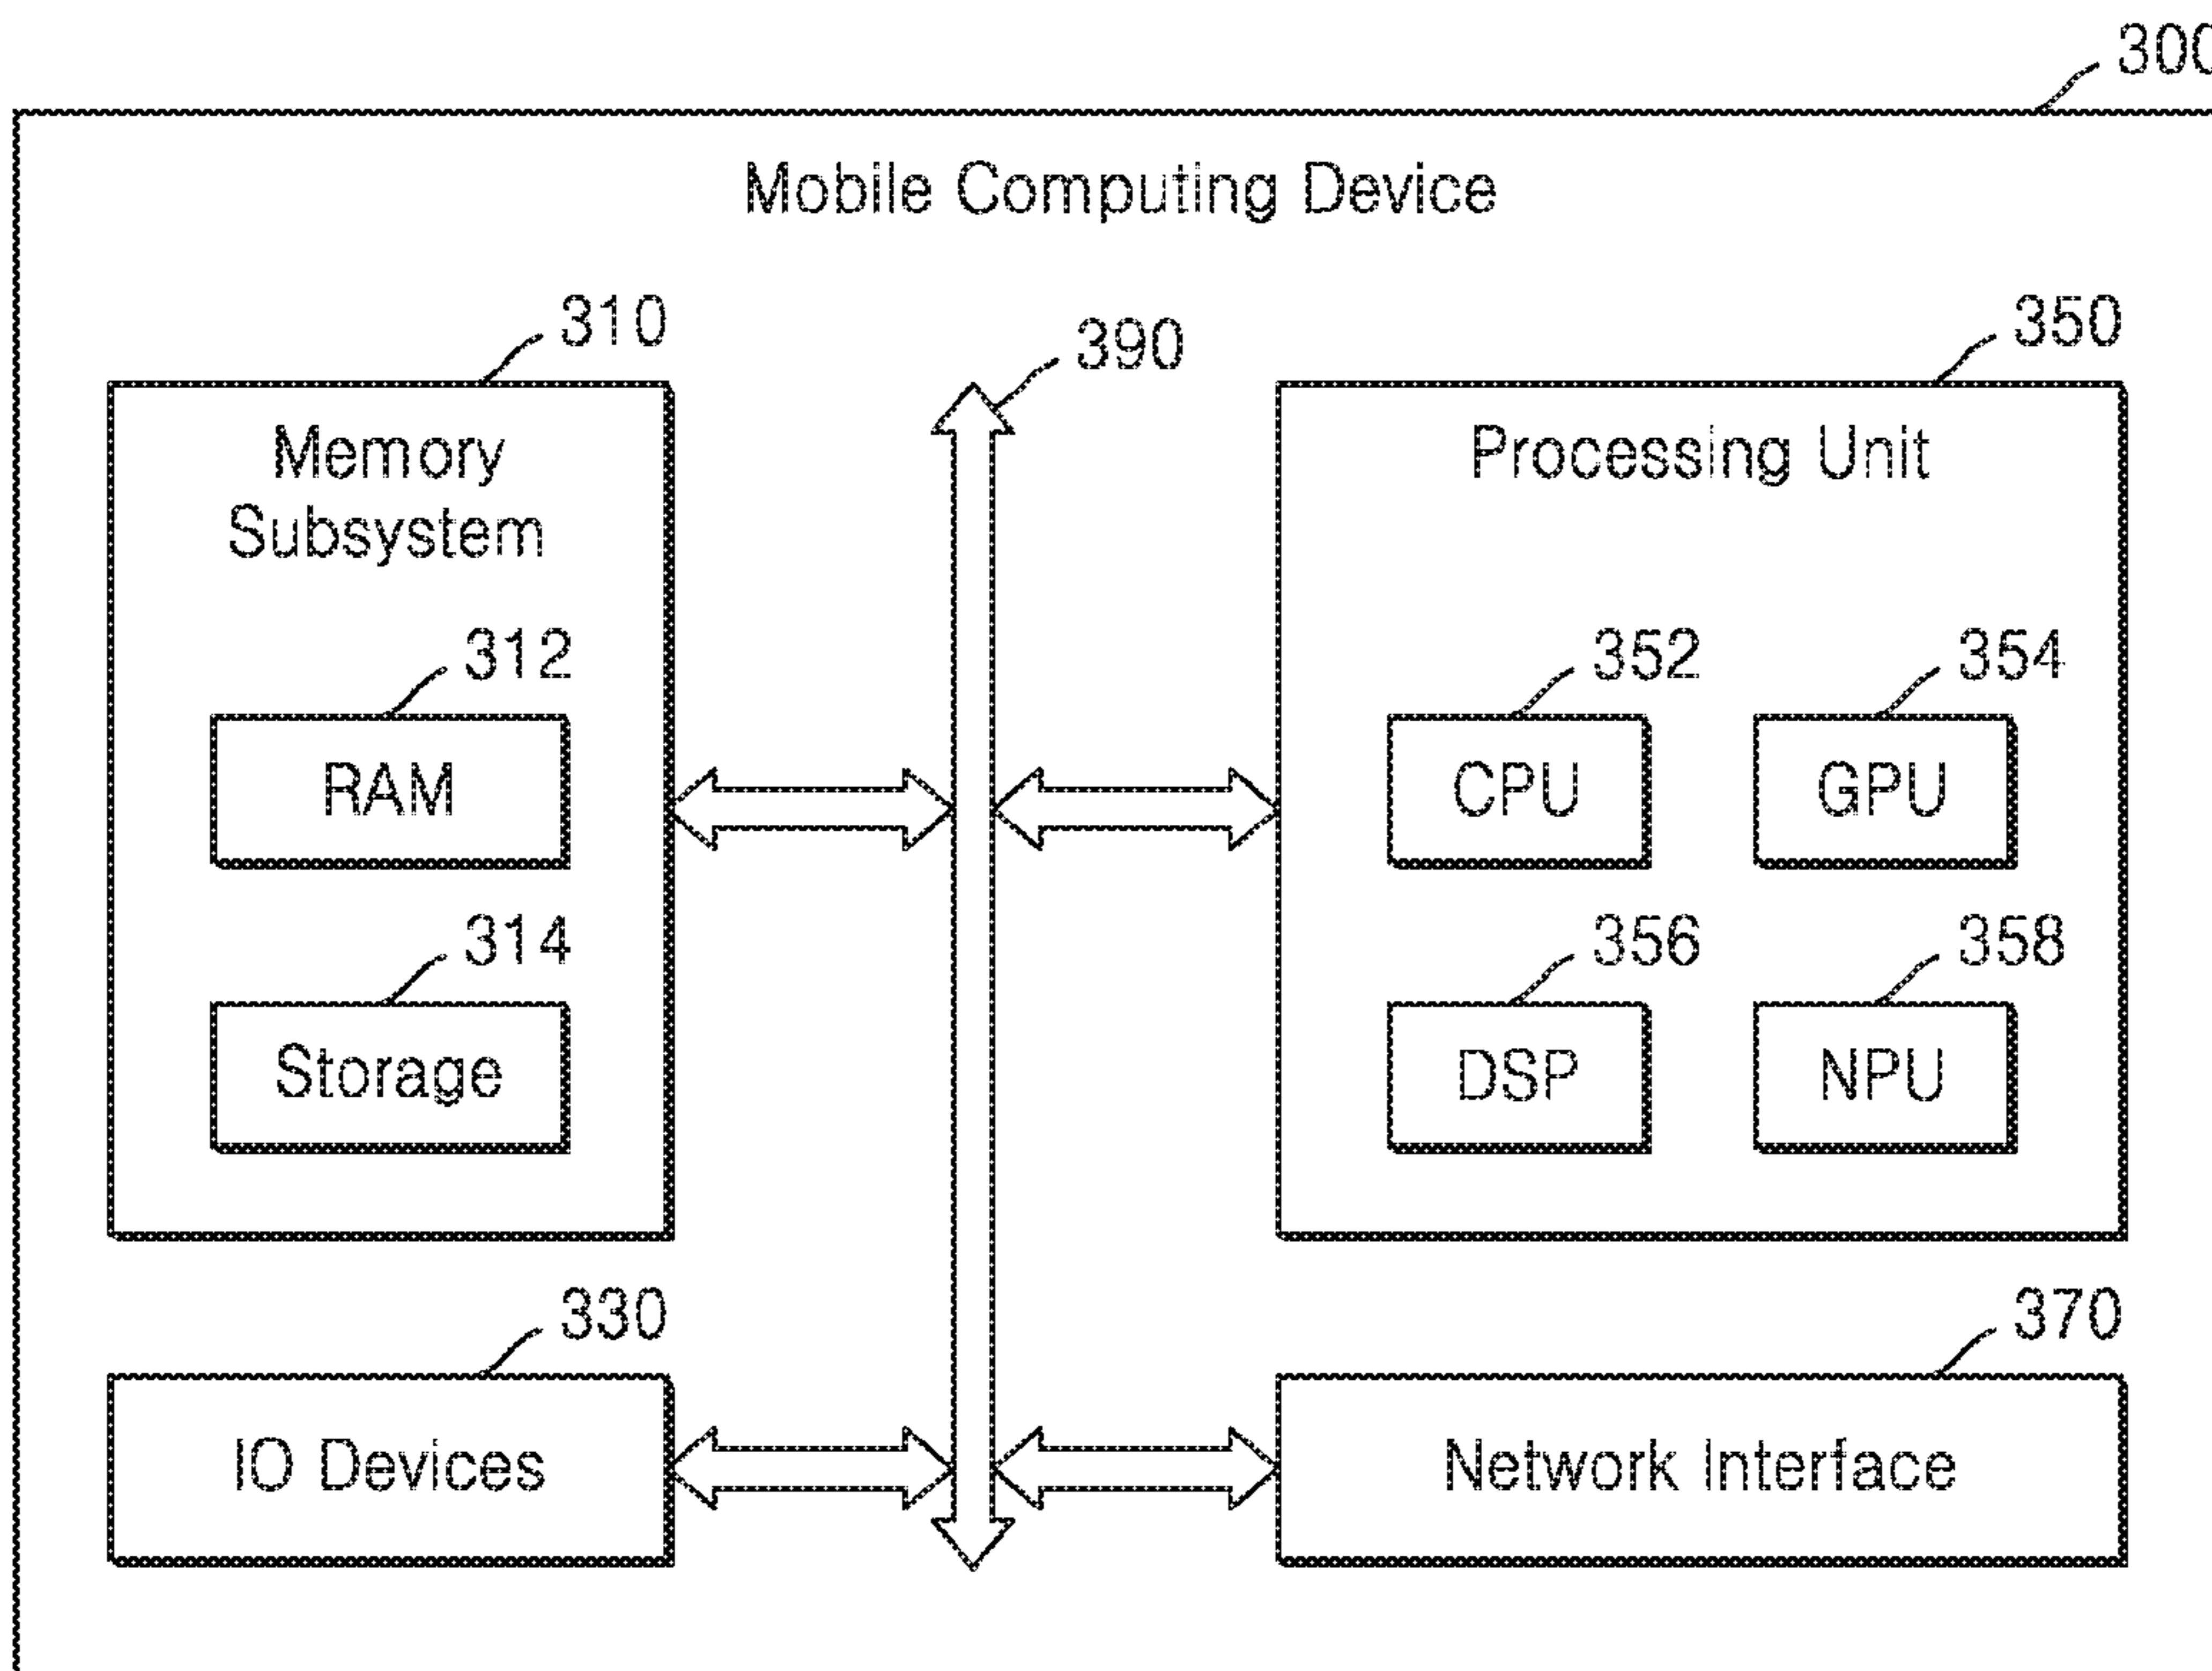 300
Mobile Computing Device
310
390
350
Memory
Subsystem
Processing Unit
312
352
354
RAM
CPU
GPU
314
356
358
Storage
DSP
NPU
330
370
IO Devices
Network Interface